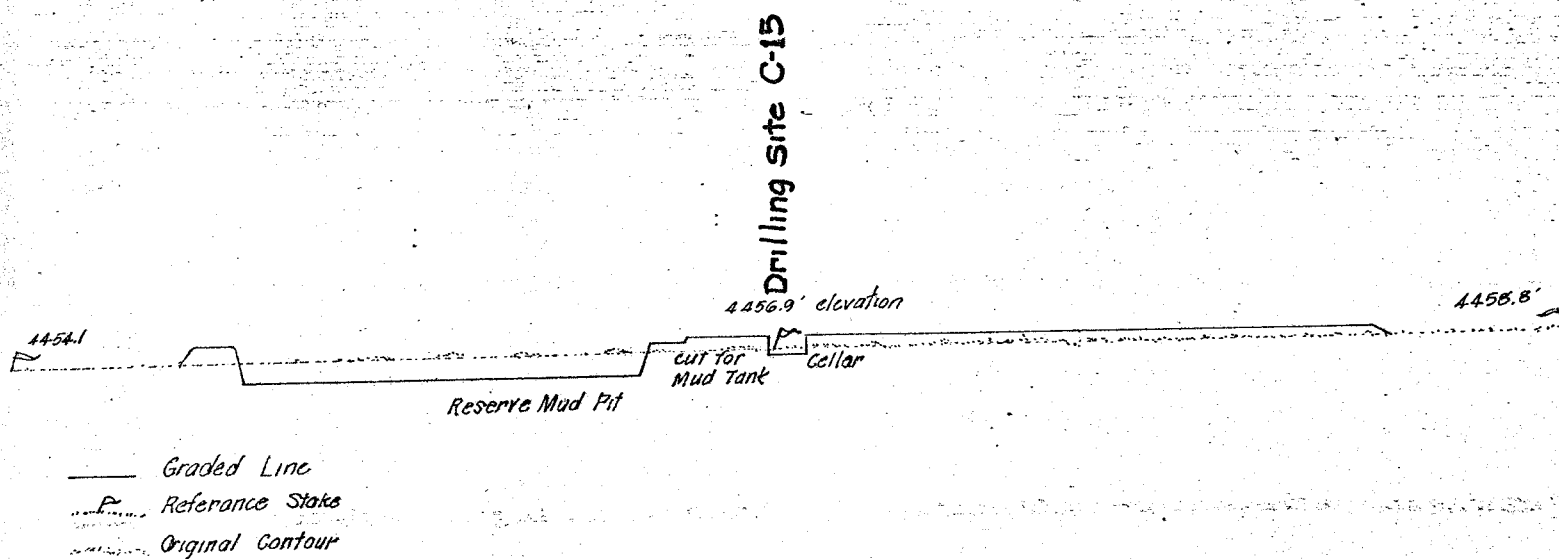 Drilling Site C-15
4456.9' elevation
4458.8'
4454.1
cut for
Mud Tank
Cellar
Reserve Mud Pit
Graded Line
Referance Stake
Original Contour